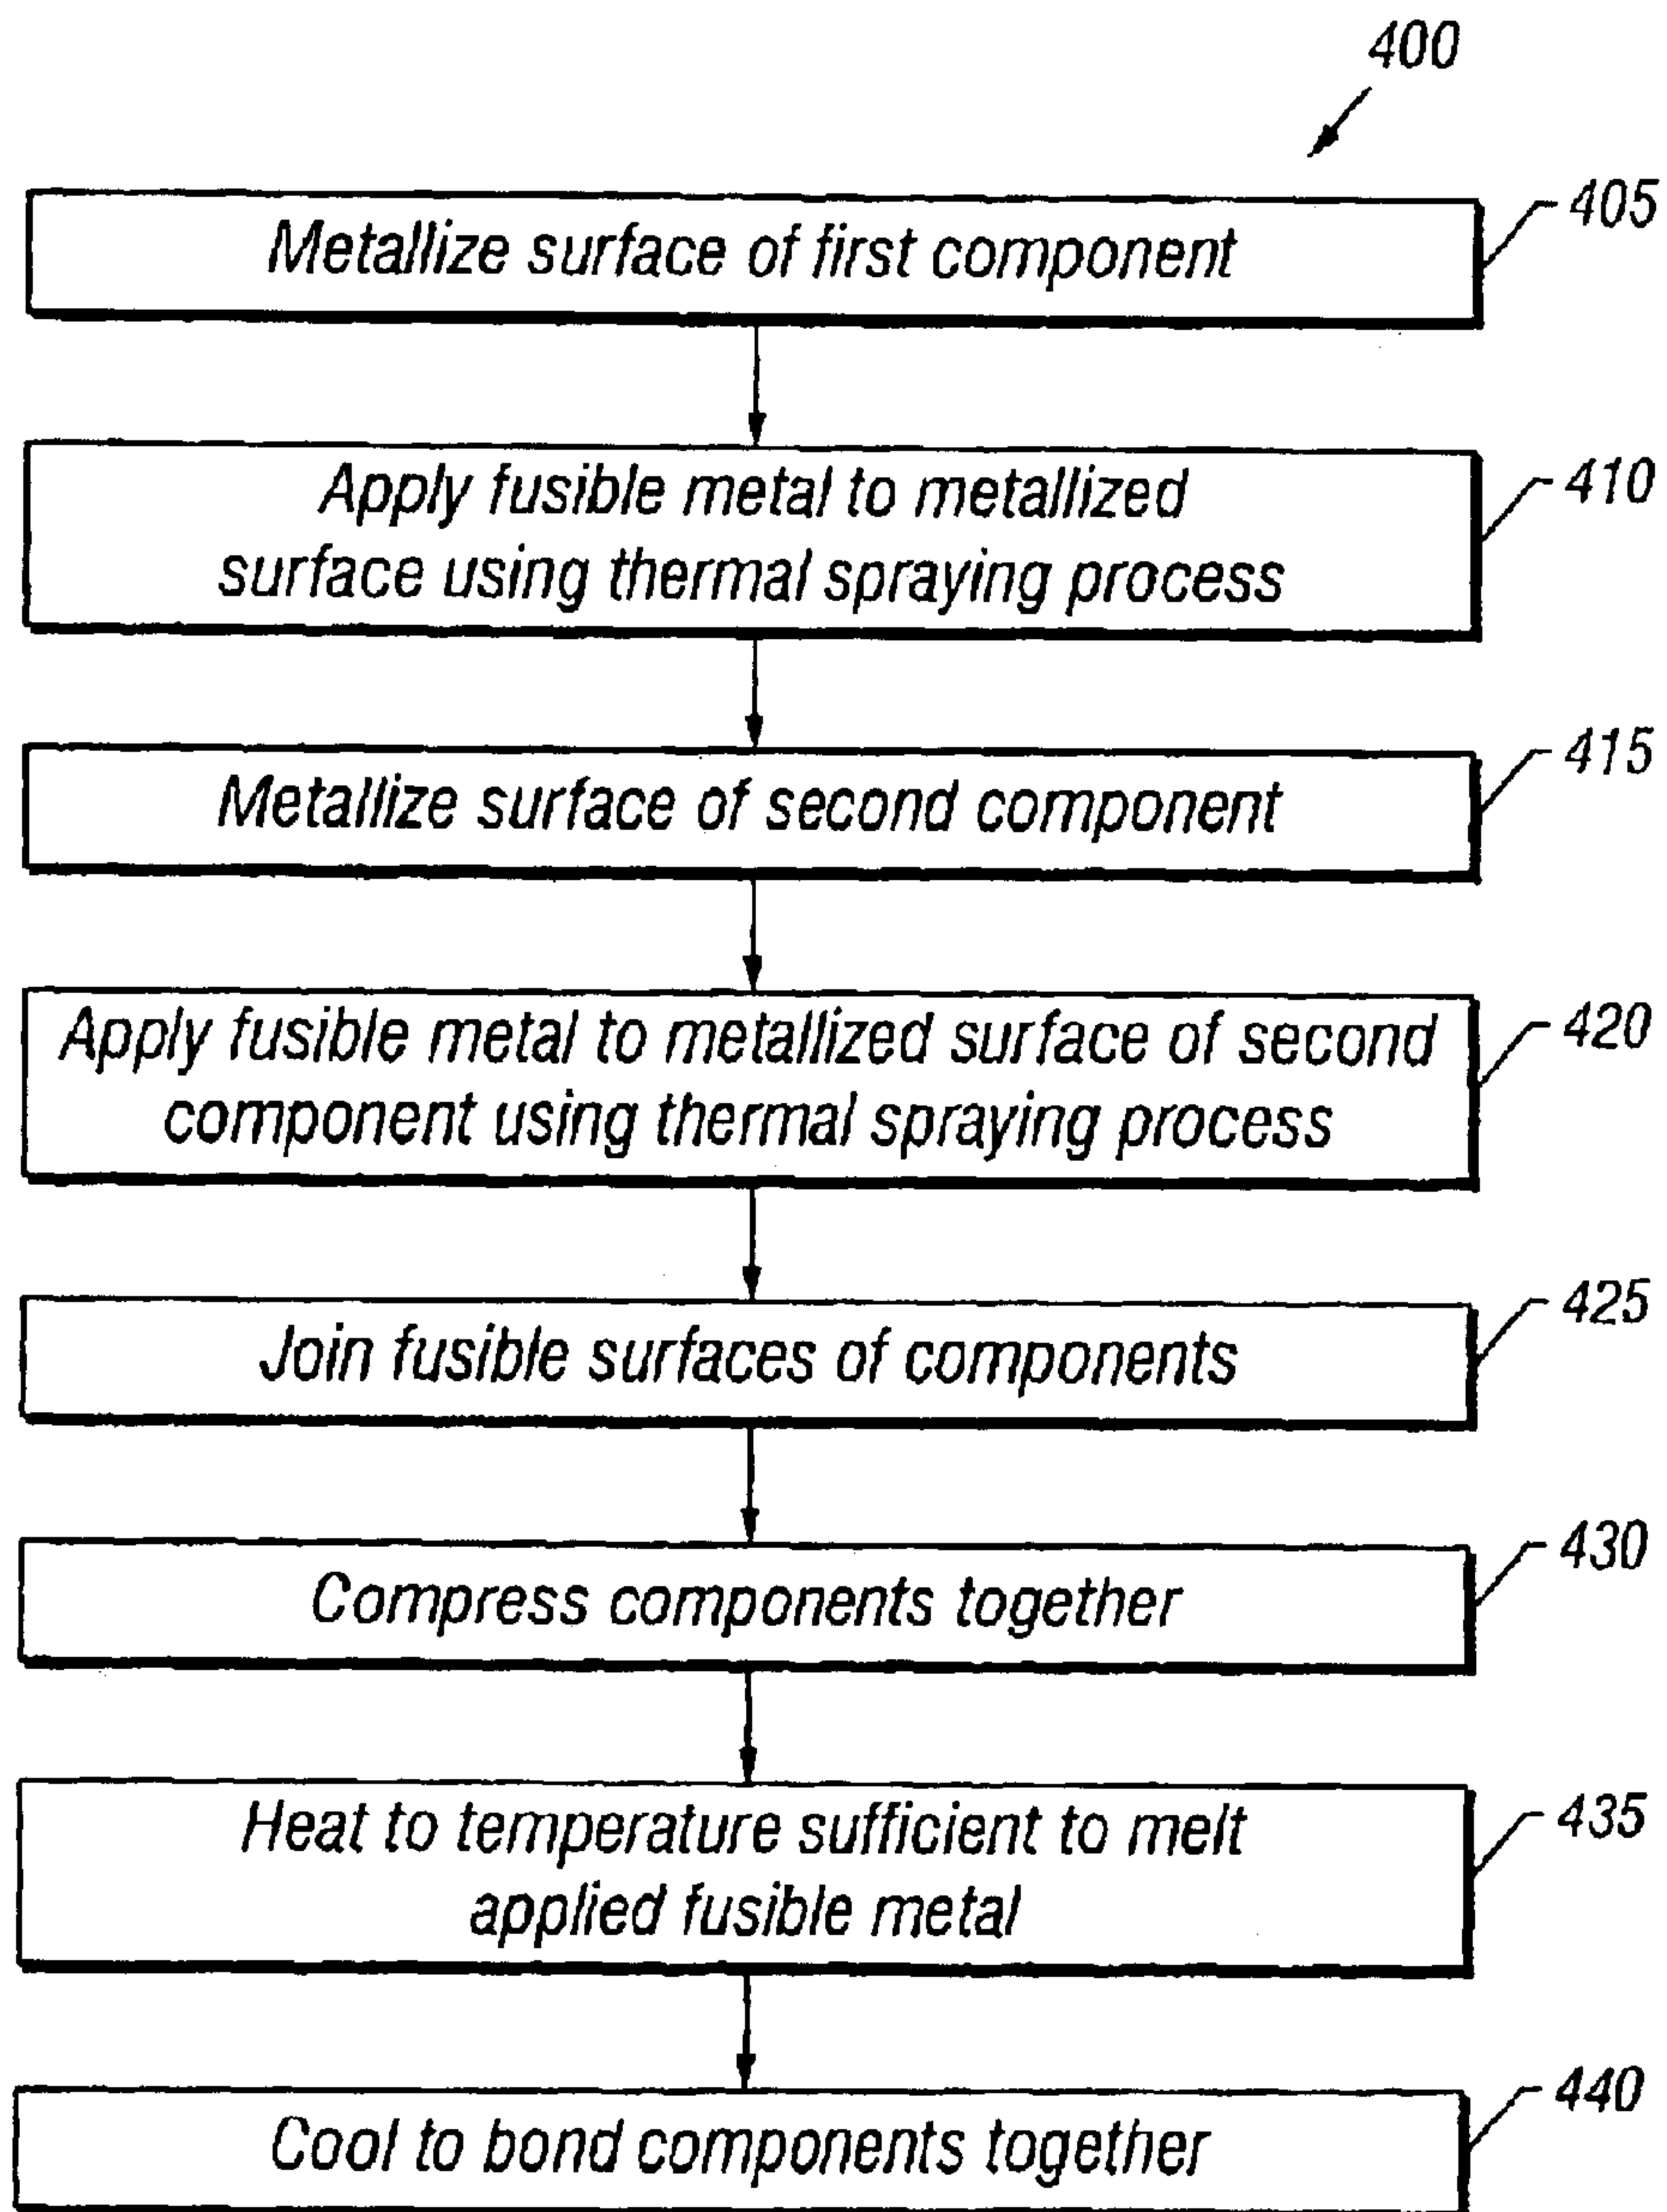 400
Metallize surface of first component
405
Apply fusible metal to metallized
surface using thermal spraying process
410
Metallize surface of second component
415
Apply fusible metal to metallized surface of second
component using thermal spraying process
420
Join fusible surfaces of components
425
Compress components together
430
Heat to temperature sufficient to melt
applied fusible metal
435
Cool to bond components together
440